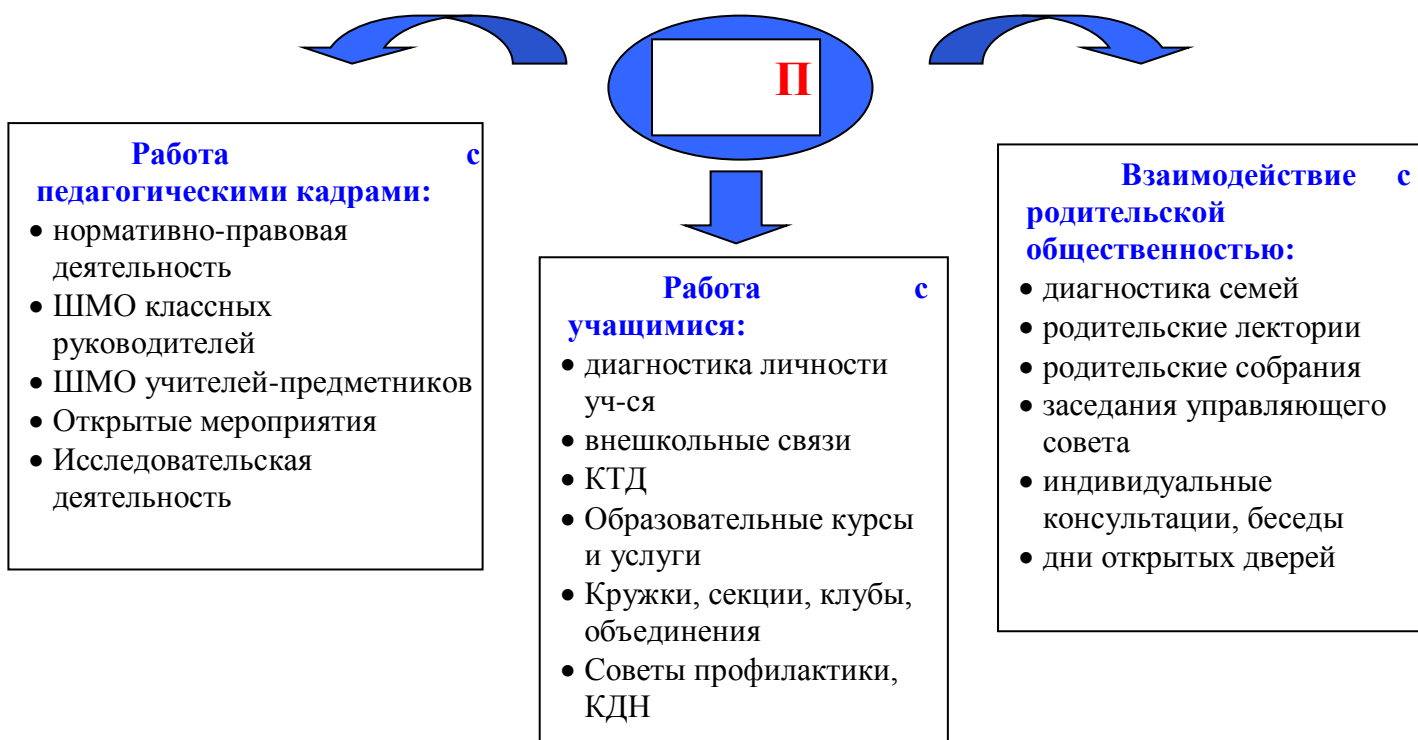 П
Работа с
педагогическими кадрами:
• нормативно-правовая
деятельность
• ШМО классных
руководителей
• ШМО учителей-предметников
• Открытые мероприятия
• Исследовательская
деятельность
Работа с
учащимися:
• диагностика личности
уч-ся
• внешкольные связи
• КТД
• Образовательные курсы
и услуги
• Кружки, секции, клубы,
объединения
• Советы профилактики,
КДН
Взаимодействие с
родительской
общественностью:
• диагностика семей
• родительские лектории
• родительские собрания
• заседания управляющего
совета
• индивидуальные
консультации, беседы
• дни открытых дверей